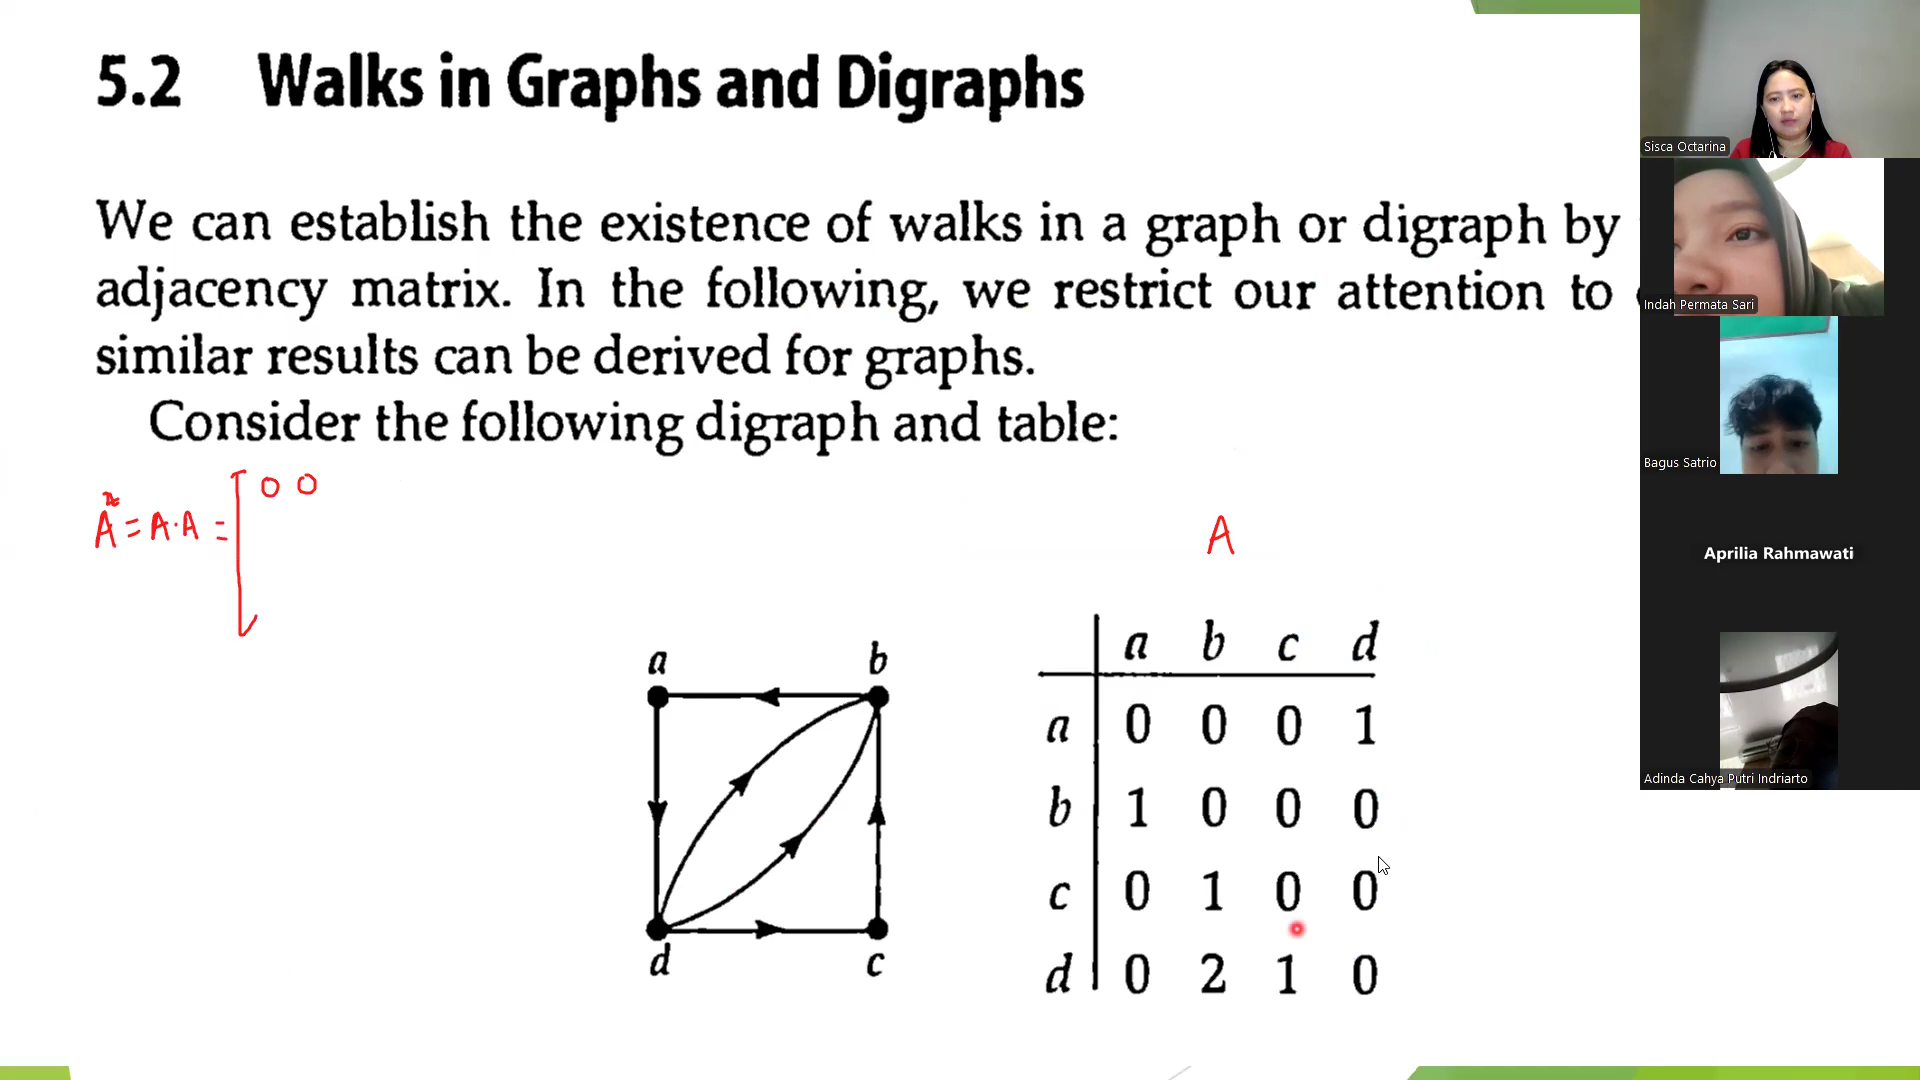 5.2 Walks in Graphs and Digraphs
We can establish the existence of walks in a graph or digraph by
adjacency matrix. In the following, we restrict our attention to
similar results can be derived for graphs.
Consider the following digraph and table:
A² = A·A = [ 0 0
A
a b
d c
a b c d
a 0 0 0 1
b 1 0 0 0
c 0 1 0 0
d 0 2 1 0
Sisca Octarina
Indah Permata Sari
Bagus Satrio
Aprilia Rahmawati
Adinda Cahya Putri Indriarto